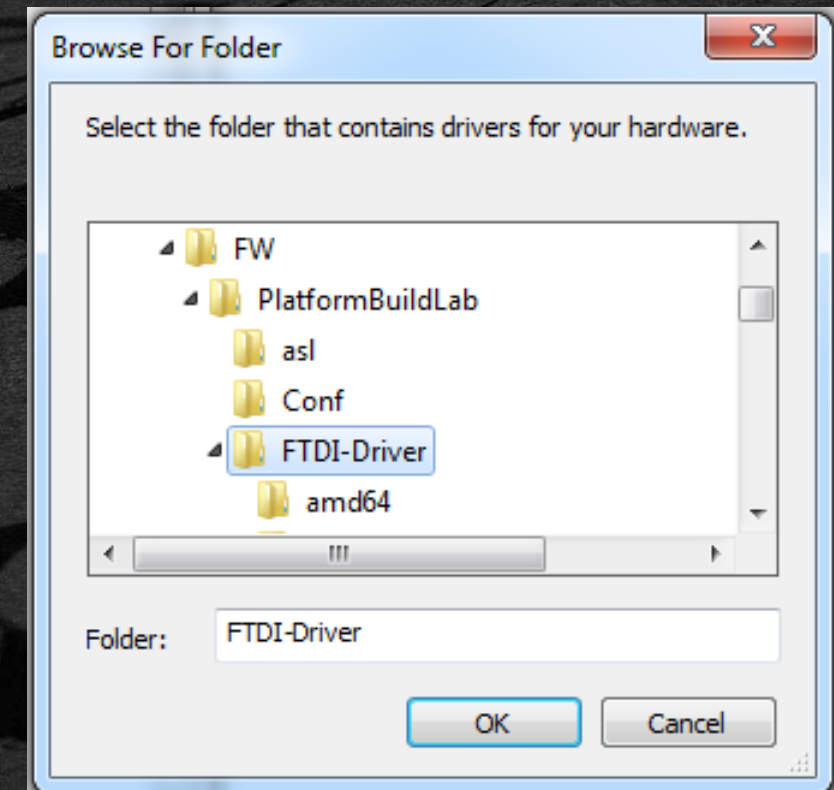 Browse For Folder
Select the folder that contains drivers for your hardware.
FW
PlatformBuildLab
asl
Conf
FTDI-Driver
amd64
Folder: FTDI-Driver
OK Cancel